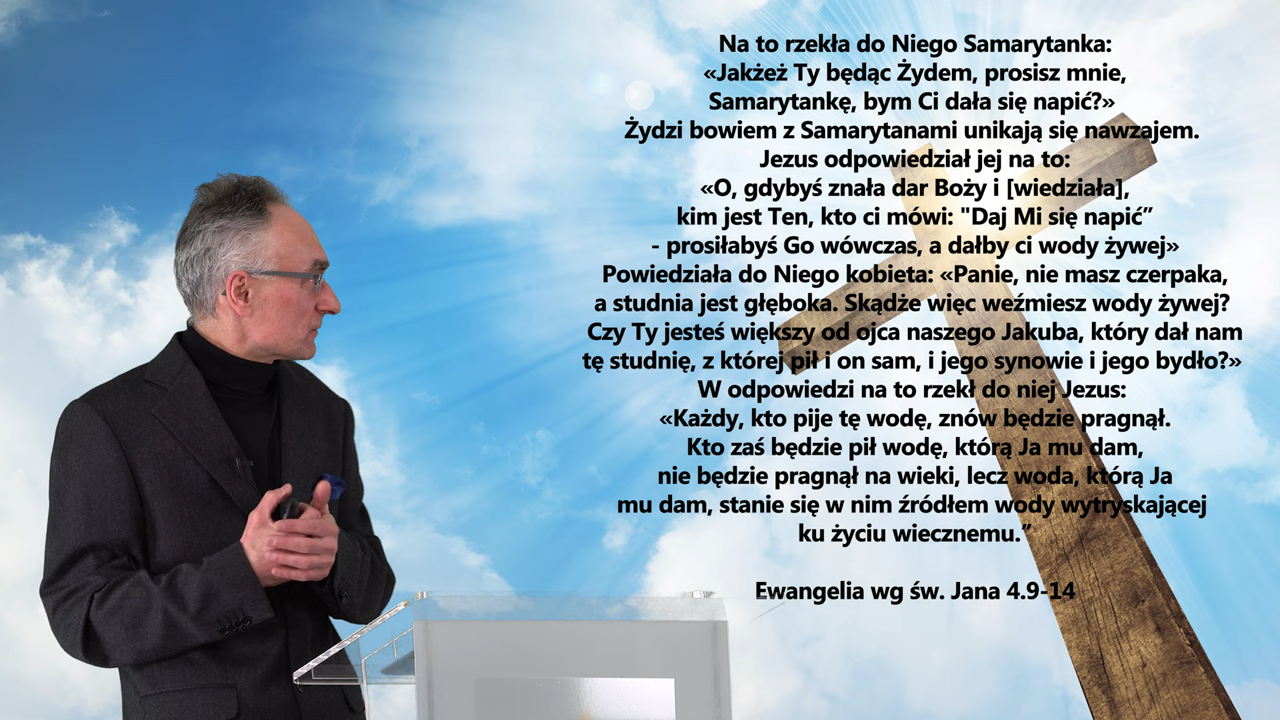 Na to rzekła do Niego Samarytanka:
«Jakżeż Ty będąc Żydem, prosisz mnie,
Samarytankę, bym Ci dała się napić?»
Żydzi bowiem z Samarytanami unikają się nawzajem.
Jezus odpowiedział jej na to:
«O, gdybyś znała dar Boży i [wiedziała],
kim jest Ten, kto ci mówi: "Daj Mi się napić”
- prosiłabyś Go wówczas, a dałby ci wody żywej»
Powiedziała do Niego kobieta: «Panie, nie masz czerpaka,
a studnia jest głęboka. Skądże więc weźmiesz wody żywej?
Czy Ty jesteś większy od ojca naszego Jakuba, który dał nam
tę studnię, z której pił i on sam, i jego synowie i jego bydło?»
W odpowiedzi na to rzekł do niej Jezus:
«Każdy, kto pije tę wodę, znów będzie pragnął.
Kto zaś będzie pił wodę, którą Ja mu dam,
nie będzie pragnął na wieki, lecz woda, którą Ja
mu dam, stanie się w nim źródłem wody wytryskającej
ku życiu wiecznemu.”
Ewangelia wg św. Jana 4.9-14